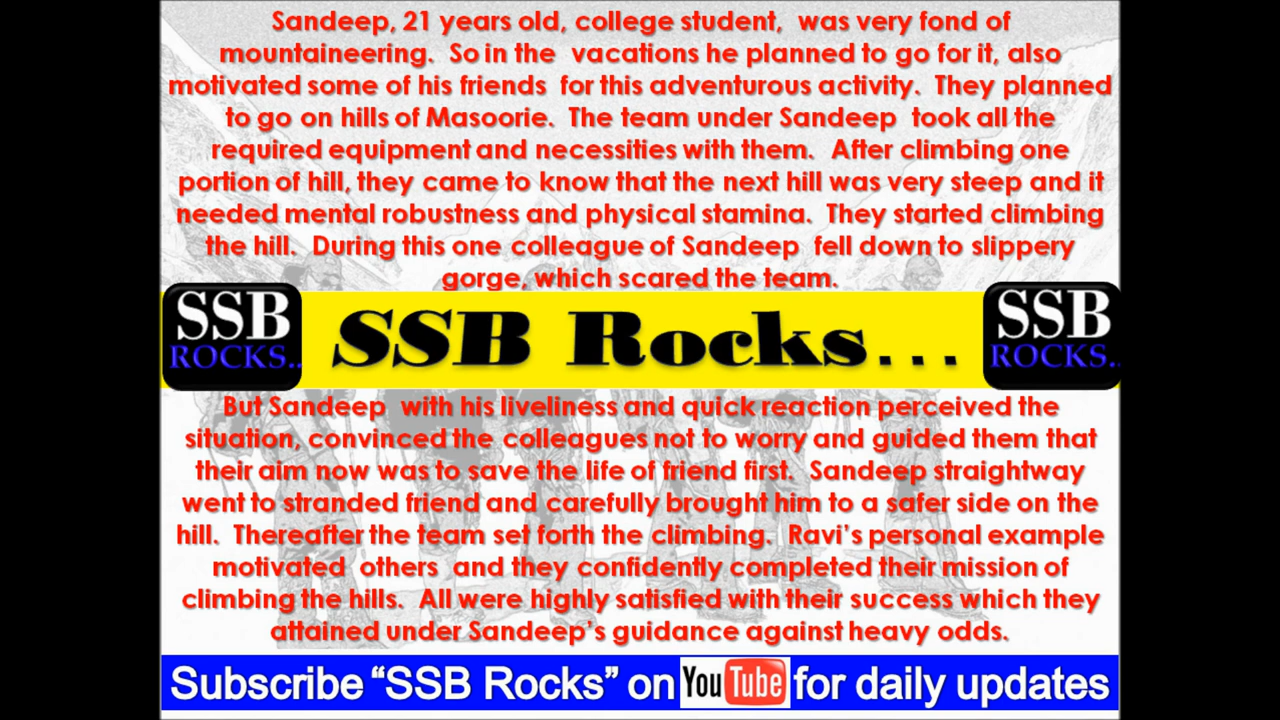 Sandeep, 21 years old, college student, was very fond of
mountaineering. So in the vacations he planned to go for it, also
motivated some of his friends for this adventurous activity. They planned
to go on hills of Masoorie. The team under Sandeep took all the
required equipment and necessities with them. After climbing one
portion of hill, they came to know that the next hill was very steep and it
needed mental robustness and physical stamina. They started climbing
the hill. During this one colleague of Sandeep fell down to slippery
gorge, which scared the team.
SSB
ROCKS..
SSB Rocks...
SSB
ROCKS..
But Sandeep with his liveliness and quick reaction perceived the
situation, convinced the colleagues not to worry and guided them that
their aim now was to save the life of friend first. Sandeep straightway
went to stranded friend and carefully brought him to a safer side on the
hill. Thereafter the team set forth the climbing. Ravi's personal example
motivated others and they confidently completed their mission of
climbing the hills. All were highly satisfied with their success which they
attained under Sandeep's guidance against heavy odds.
Subscribe “SSB Rocks” on YouTube for daily updates